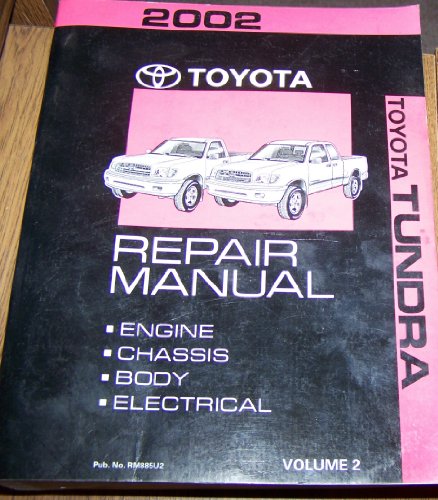 2002
TOYOTA
TOYOTA TUNDRA
REPAIR
MANUAL
▪ ENGINE
▪ CHASSIS
▪ BODY
▪ ELECTRICAL
Pub. No. RM885U2
VOLUME 2